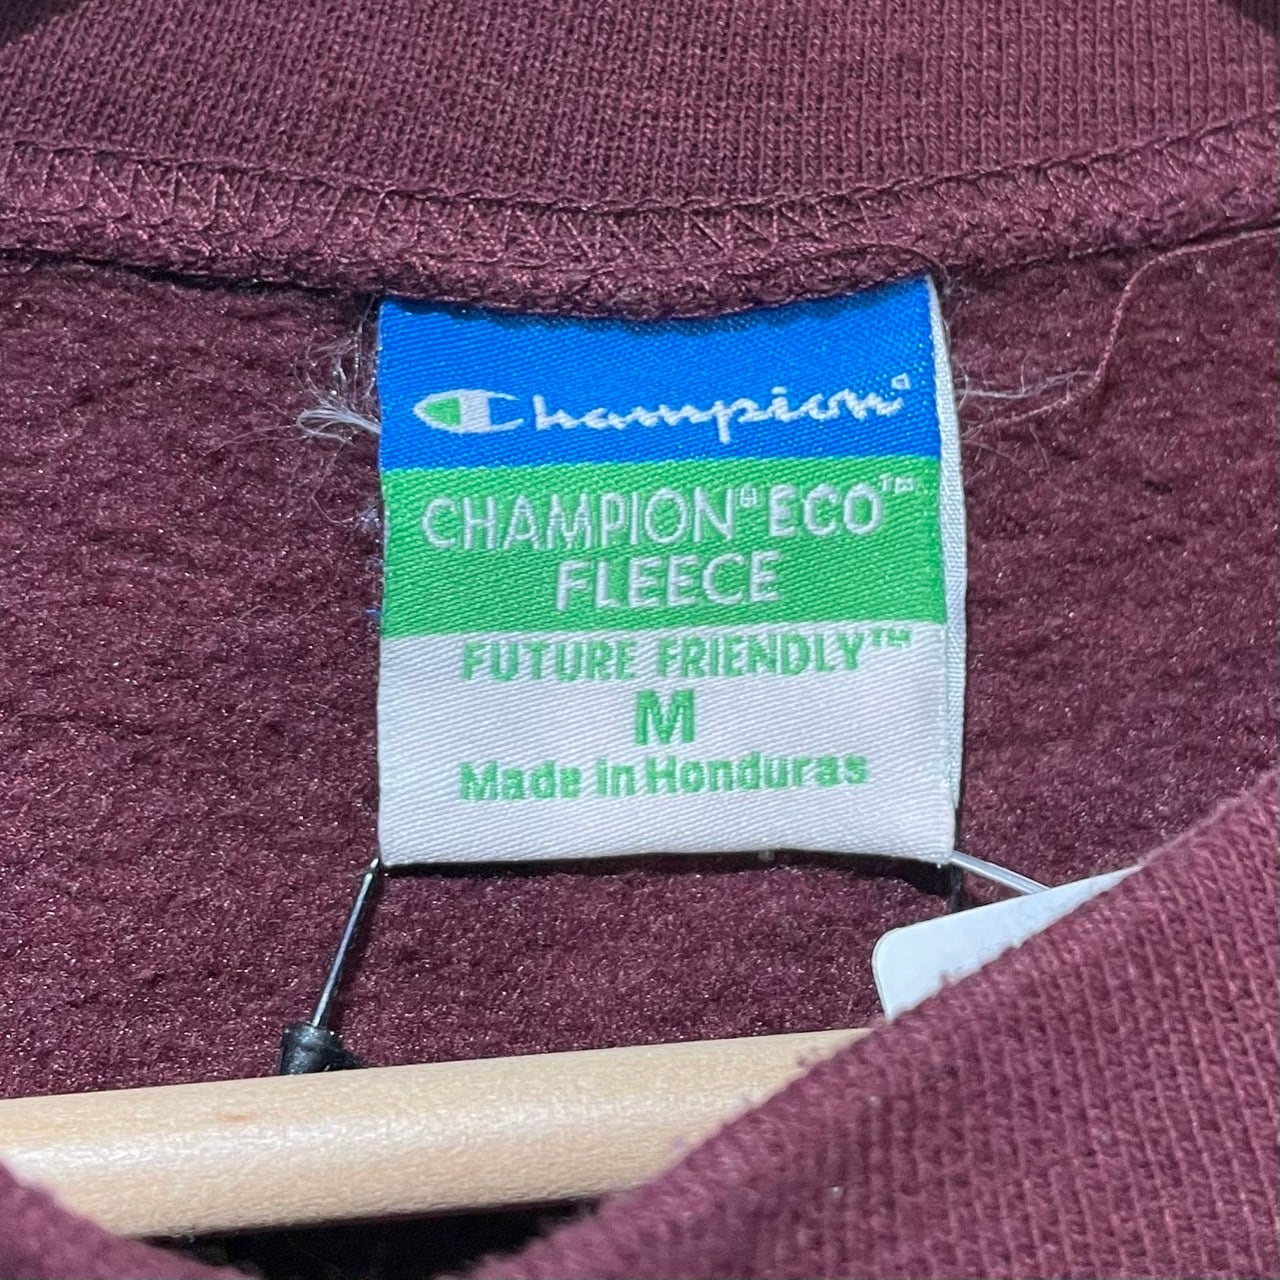 Champion®
CHAMPION® ECO™
FLEECE
FUTURE FRIENDLY™
M
Made in Honduras